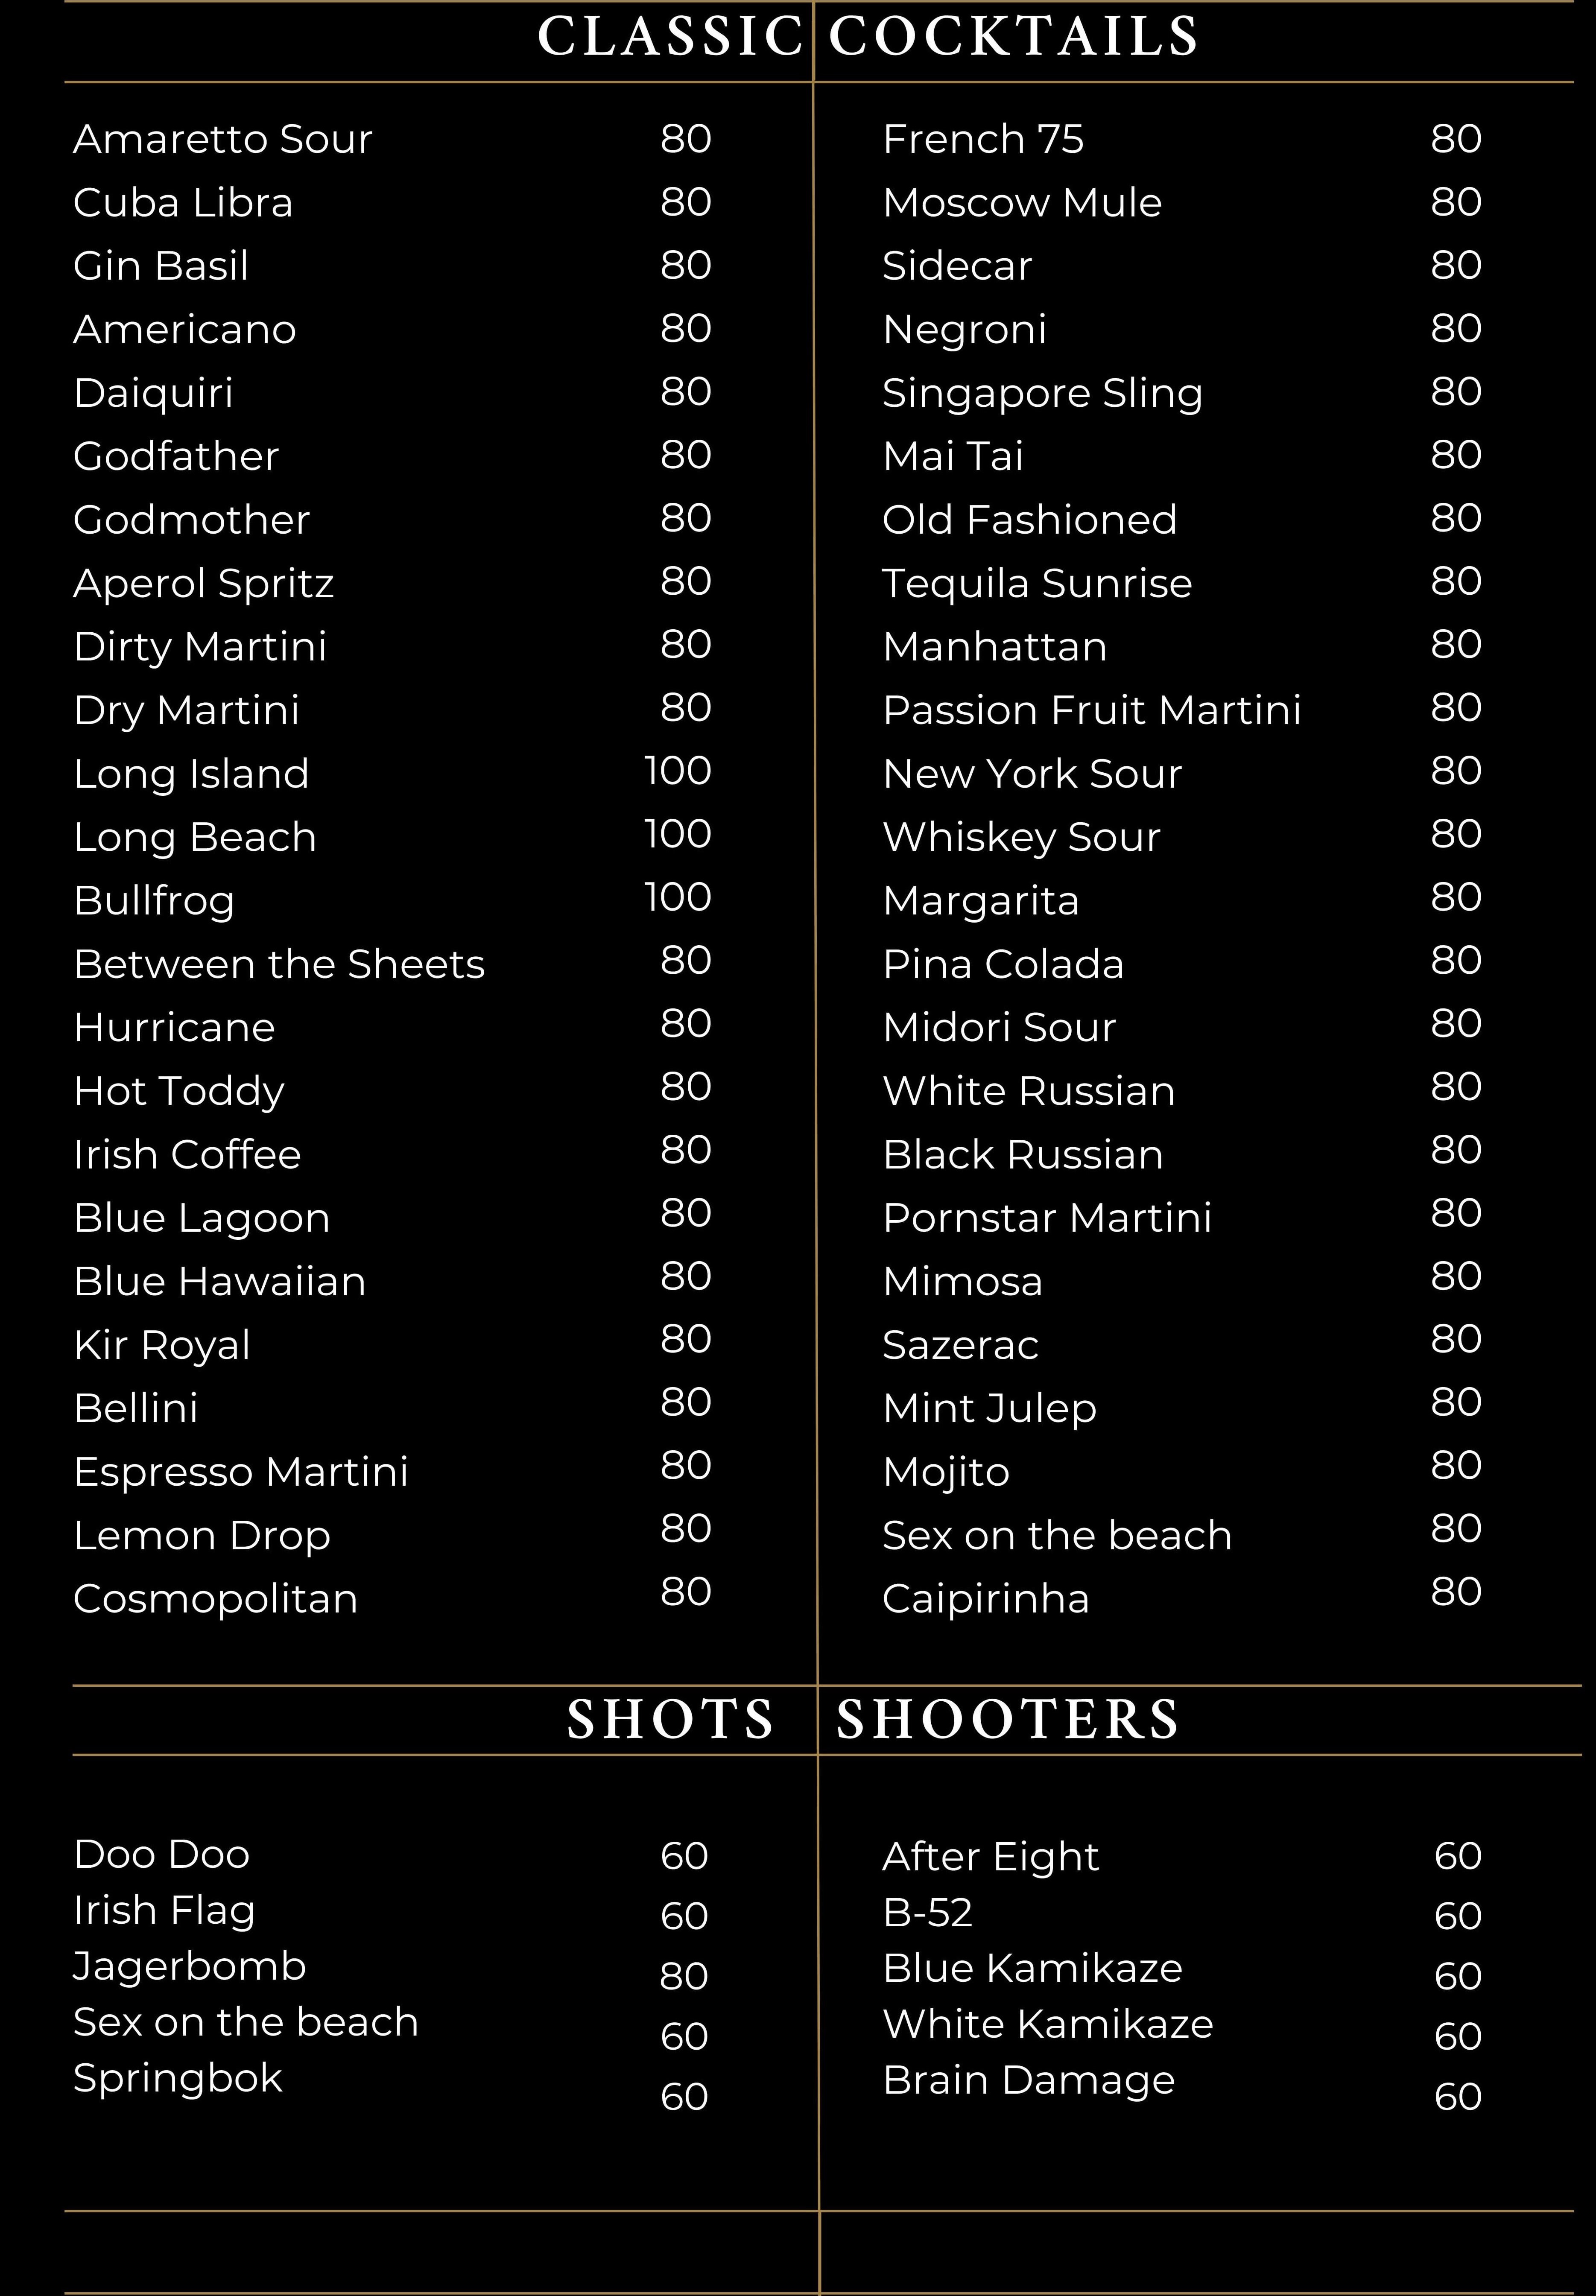 CLASSIC COCKTAILS
Amaretto Sour 80
Cuba Libra 80
Gin Basil 80
Americano 80
Daiquiri 80
Godfather 80
Godmother 80
Aperol Spritz 80
Dirty Martini 80
Dry Martini 80
Long Island 100
Long Beach 100
Bullfrog 100
Between the Sheets 80
Hurricane 80
Hot Toddy 80
Irish Coffee 80
Blue Lagoon 80
Blue Hawaiian 80
Kir Royal 80
Bellini 80
Espresso Martini 80
Lemon Drop 80
Cosmopolitan 80
French 75 80
Moscow Mule 80
Sidecar 80
Negroni 80
Singapore Sling 80
Mai Tai 80
Old Fashioned 80
Tequila Sunrise 80
Manhattan 80
Passion Fruit Martini 80
New York Sour 80
Whiskey Sour 80
Margarita 80
Pina Colada 80
Midori Sour 80
White Russian 80
Black Russian 80
Pornstar Martini 80
Mimosa 80
Sazerac 80
Mint Julep 80
Mojito 80
Sex on the beach 80
Caipirinha 80
SHOTS
Doo Doo 60
Irish Flag 60
Jagerbomb 80
Sex on the beach 60
Springbok 60
SHOOTERS
After Eight 60
B-52 60
Blue Kamikaze 60
White Kamikaze 60
Brain Damage 60